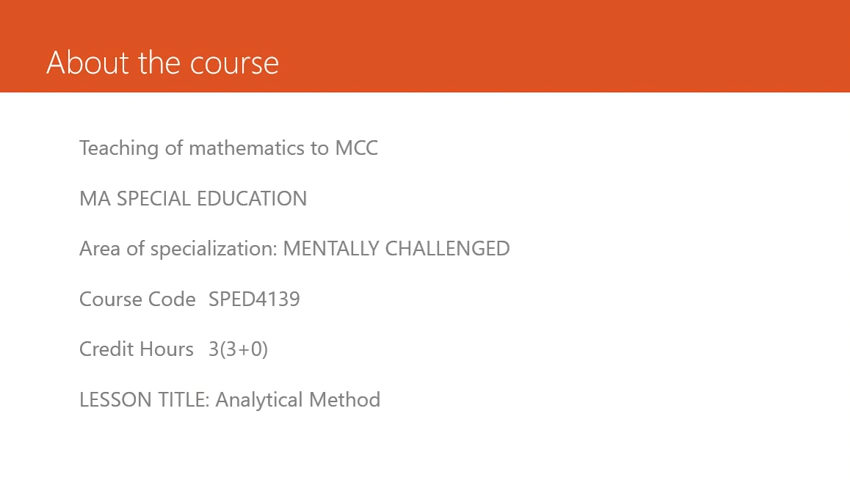 About the course
Teaching of mathematics to MCC
MA SPECIAL EDUCATION
Area of specialization: MENTALLY CHALLENGED
Course Code  SPED4139
Credit Hours  3(3+0)
LESSON TITLE: Analytical Method